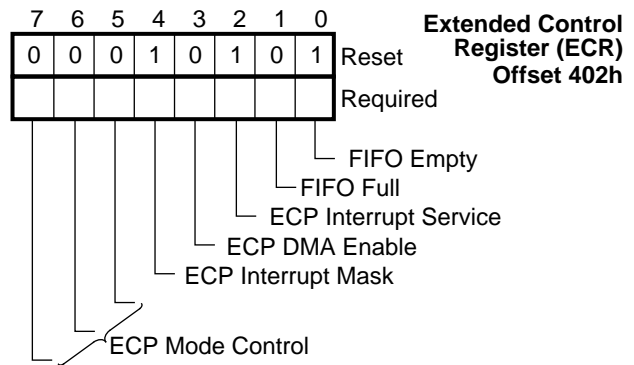 7 6 5 4 3 2 1 0
Extended Control
Register (ECR)
Offset 402h
0 0 0 1 0 1 0 1 Reset
Required
FIFO Empty
FIFO Full
ECP Interrupt Service
ECP DMA Enable
ECP Interrupt Mask
ECP Mode Control